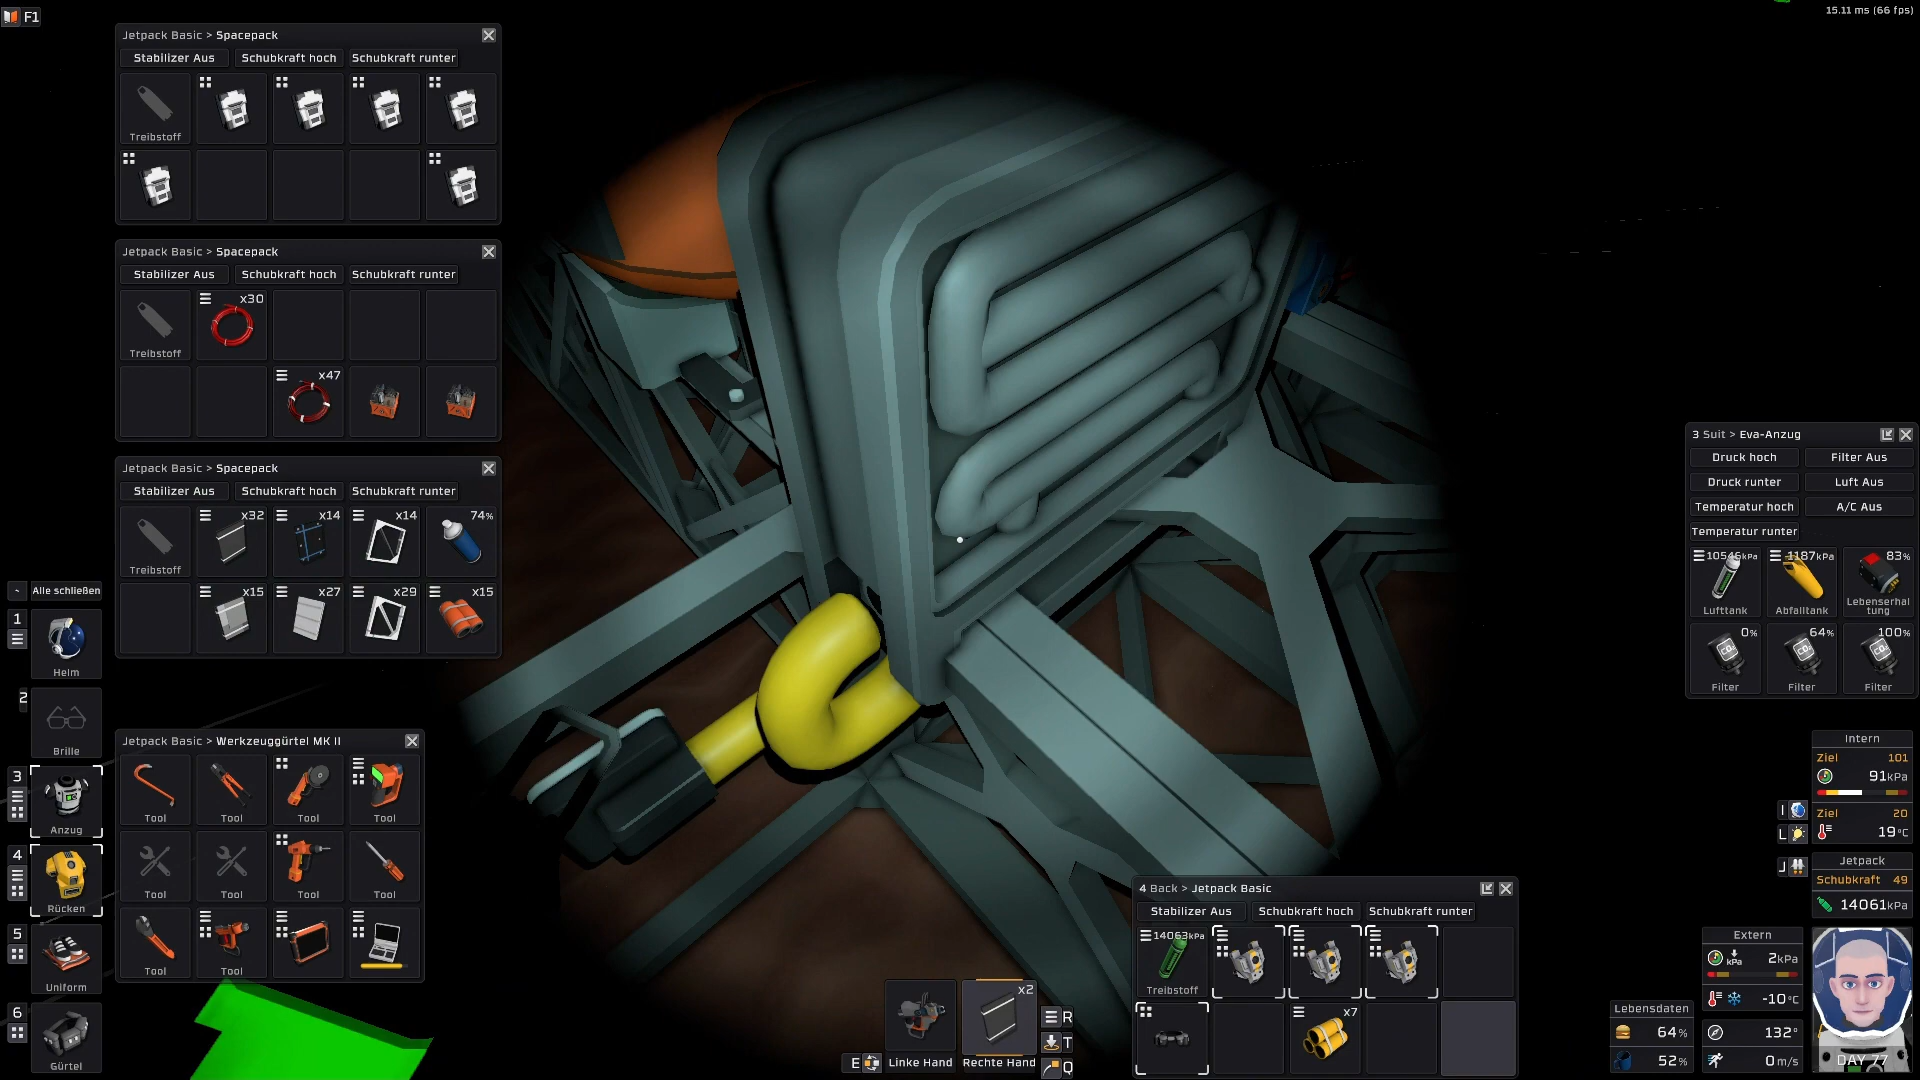 F1
15.11 ms (66 fps)
Jetpack Basic > Spacepack
Stabilizer Aus
Schubkraft hoch
Schubkraft runter
Treibstoff
Jetpack Basic > Spacepack
Stabilizer Aus
Schubkraft hoch
Schubkraft runter
x30
Treibstoff
x47
Jetpack Basic > Spacepack
Stabilizer Aus
Schubkraft hoch
Schubkraft runter
x32
x14
x14
74%
Treibstoff
x15
x27
x29
x15
~ Alle schließen
1
Helm
2
Brille
3
Anzug
4
Rücken
5
Uniform
6
Gürtel
Jetpack Basic > Werkzeuggürtel MK II
Tool
Tool
Tool
Tool
Tool
Tool
Tool
Tool
Tool
Tool
3 Suit > Eva-Anzug
Druck hoch
Filter Aus
Druck runter
Luft Aus
Temperatur hoch
A/C Aus
Temperatur runter
10546kPa
1187kPa
83%
Lufttank
Abfalltank
Lebenserhal
tung
0%
64%
100%
Filter
Filter
Filter
Intern
Ziel 101
91kPa
I
Ziel 20
L
19°C
J
Jetpack
Schubkraft 49
14061kPa
Extern
kPa
2kPa
-10°C
Lebensdaten
64%
132°
52%
0m/s
DAY 77
4 Back > Jetpack Basic
Stabilizer Aus
Schubkraft hoch
Schubkraft runter
14063kPa
Treibstoff
x7
x2
R
T
Q
E
Linke Hand
Rechte Hand